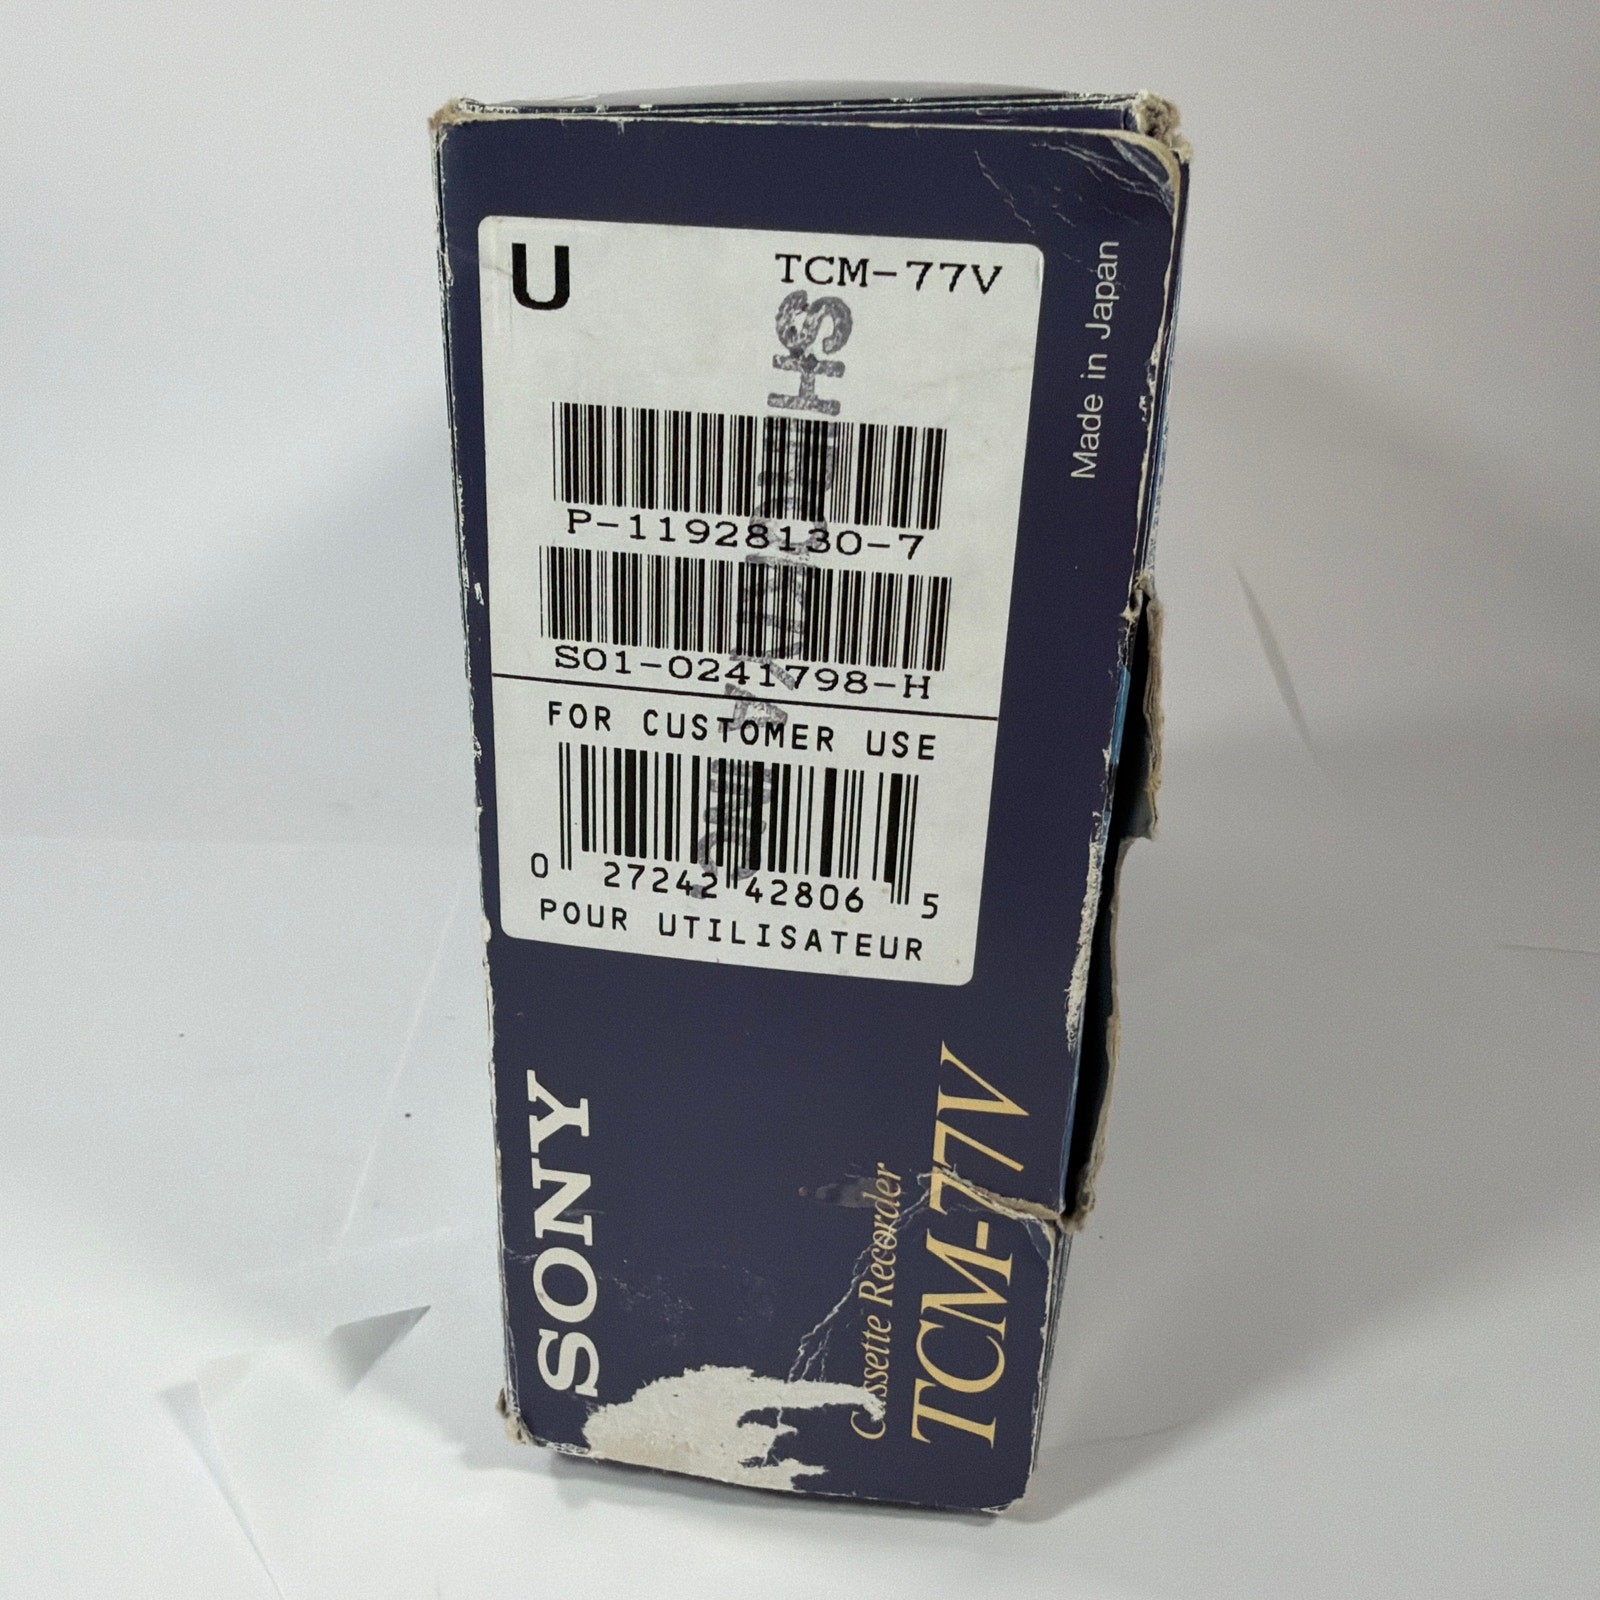 U
TCM-77V
P-11928130-7
S01-0241798-H
FOR CUSTOMER USE
0 27242 42806 5
POUR UTILISATEUR
Made in Japan
SONY
Cassette Recorder
TCM-77V